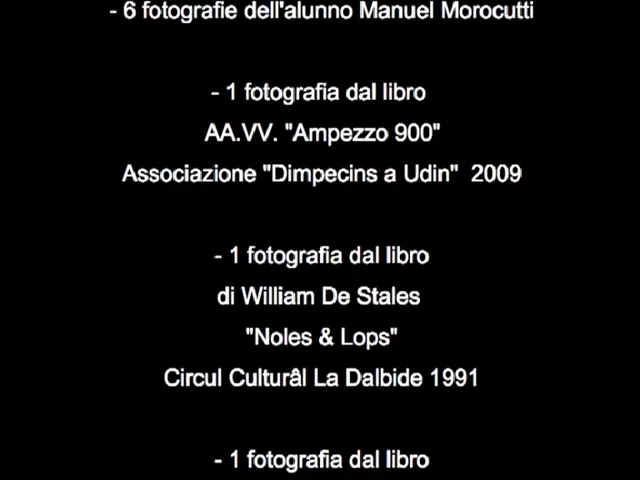 - 6 fotografie dell'alunno Manuel Morocutti
- 1 fotografia dal libro
AA.VV. "Ampezzo 900"
Associazione "Dimpecins a Udin"  2009
- 1 fotografia dal libro
di William De Stales
"Noles & Lops"
Circul Culturâl La Dalbide 1991
- 1 fotografia dal libro